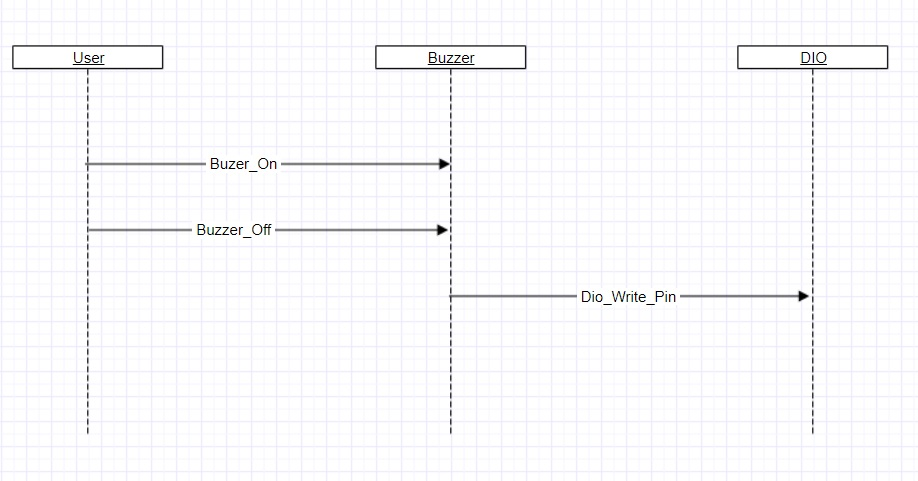 User
Buzzer
DIO
Buzer_On
Buzzer_Off
Dio_Write_Pin